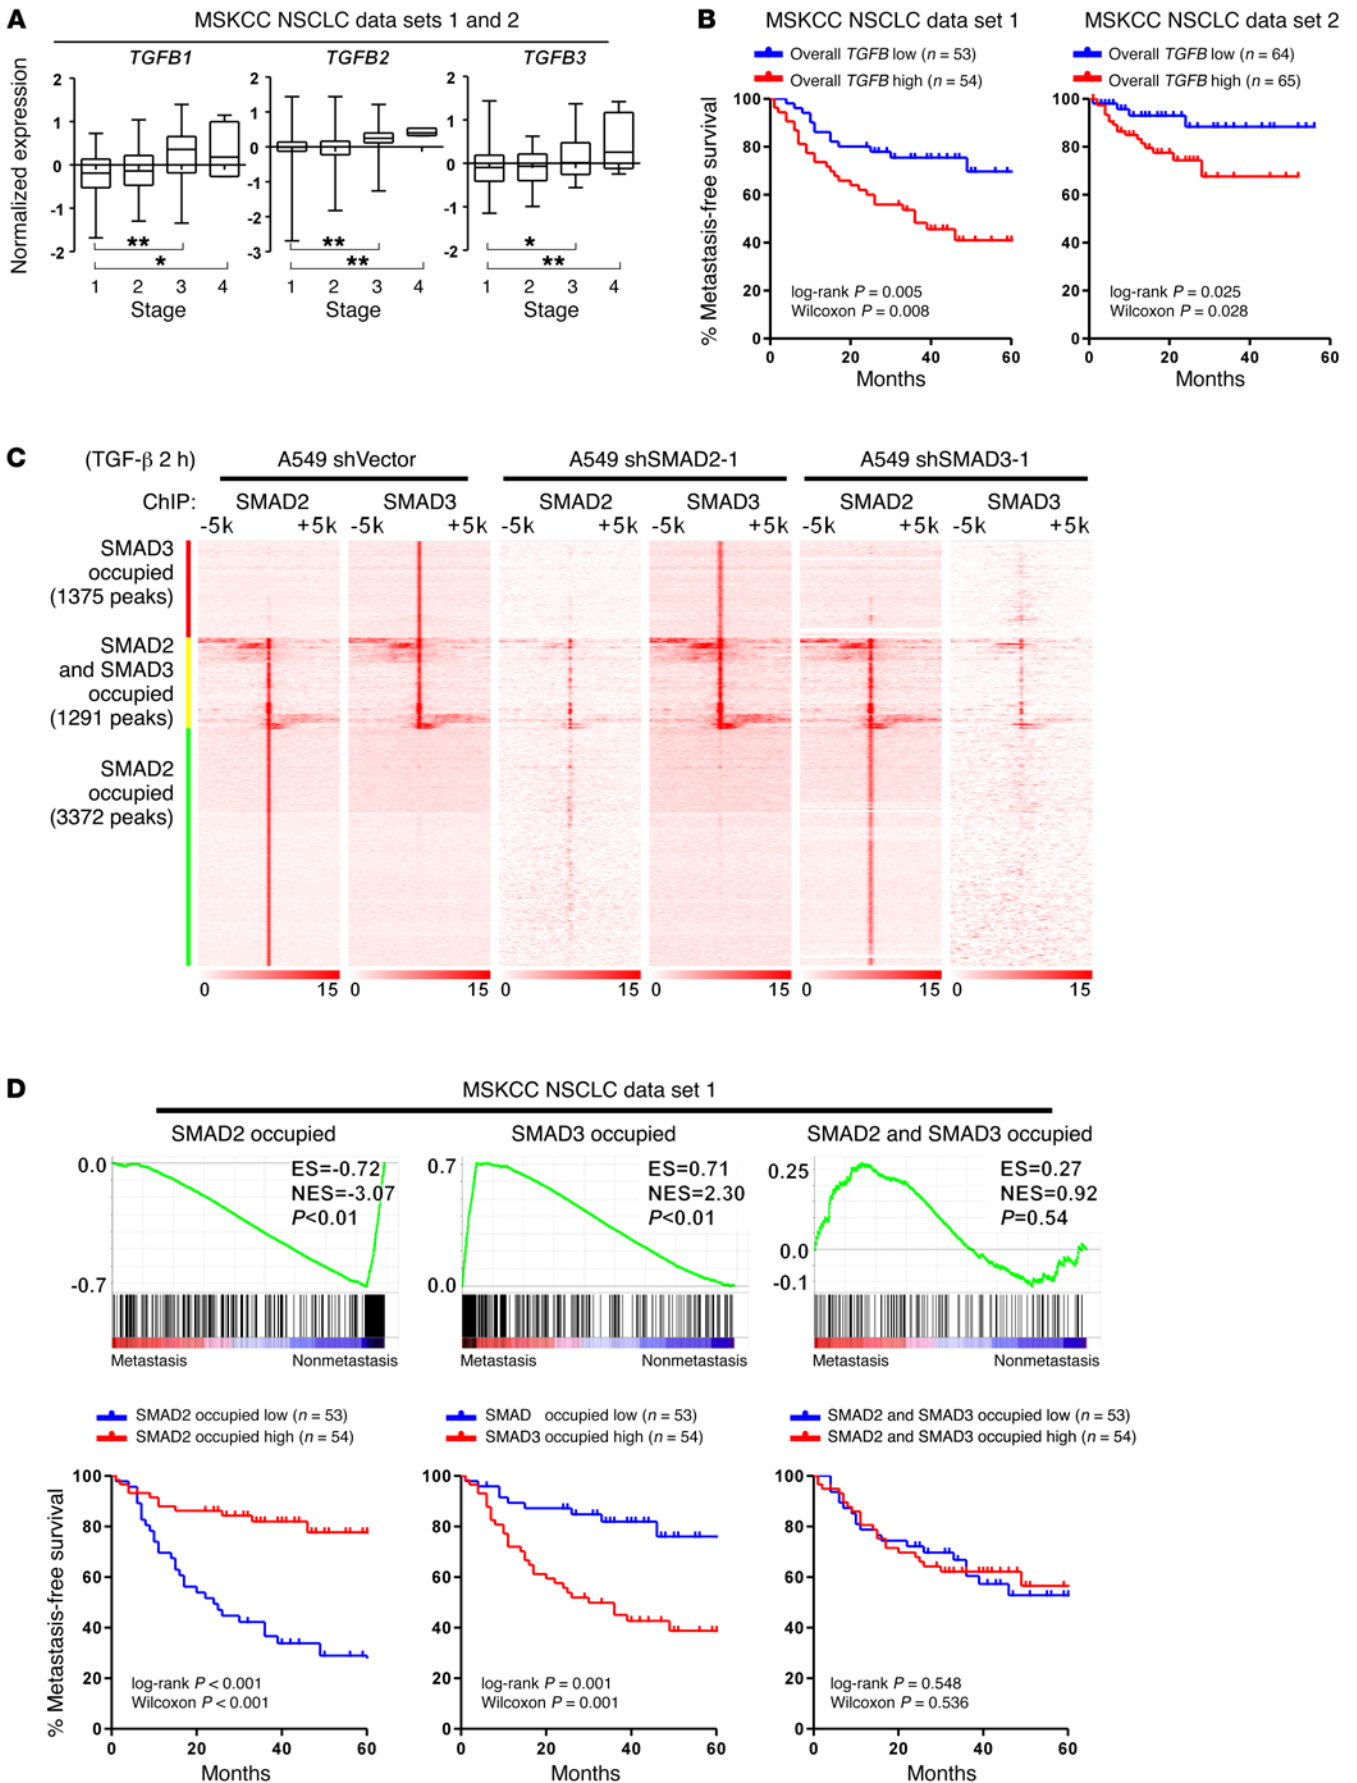 A
MSKCC NSCLC data sets 1 and 2
TGFB1
TGFB2
TGFB3
Normalized expression
2
1
0
-1
-2
**
*
1 2 3 4
Stage
2
1
0
-1
-2
-3
**
**
1 2 3 4
Stage
2
1
0
-1
-2
*
**
1 2 3 4
Stage
B
MSKCC NSCLC data set 1
Overall TGFB low (n = 53)
Overall TGFB high (n = 54)
% Metastasis-free survival
100
80
60
40
20
0
log-rank P = 0.005
Wilcoxon P = 0.008
0 20 40 60
Months
MSKCC NSCLC data set 2
Overall TGFB low (n = 64)
Overall TGFB high (n = 65)
100
80
60
40
20
0
log-rank P = 0.025
Wilcoxon P = 0.028
0 20 40 60
Months
C
(TGF-β 2 h) A549 shVector A549 shSMAD2-1 A549 shSMAD3-1
ChIP: SMAD2 SMAD3 SMAD2 SMAD3 SMAD2 SMAD3
-5k +5k -5k +5k -5k +5k -5k +5k -5k +5k -5k +5k
SMAD3
occupied
(1375 peaks)
SMAD2
and SMAD3
occupied
(1291 peaks)
SMAD2
occupied
(3372 peaks)
0 15 0 15 0 15 0 15 0 15 0 15
D
MSKCC NSCLC data set 1
SMAD2 occupied
0.0
-0.7
ES=-0.72
NES=-3.07
P<0.01
Metastasis Nonmetastasis
SMAD3 occupied
0.7
0.0
ES=0.71
NES=2.30
P<0.01
Metastasis Nonmetastasis
SMAD2 and SMAD3 occupied
0.25
0.0
-0.1
ES=0.27
NES=0.92
P=0.54
Metastasis Nonmetastasis
SMAD2 occupied low (n = 53)
SMAD2 occupied high (n = 54)
% Metastasis-free survival
100
80
60
40
20
0
log-rank P < 0.001
Wilcoxon P < 0.001
0 20 40 60
Months
SMAD occupied low (n = 53)
SMAD3 occupied high (n = 54)
100
80
60
40
20
0
log-rank P = 0.001
Wilcoxon P = 0.001
0 20 40 60
Months
SMAD2 and SMAD3 occupied low (n = 53)
SMAD2 and SMAD3 occupied high (n = 54)
100
80
60
40
20
0
log-rank P = 0.548
Wilcoxon P = 0.536
0 20 40 60
Months